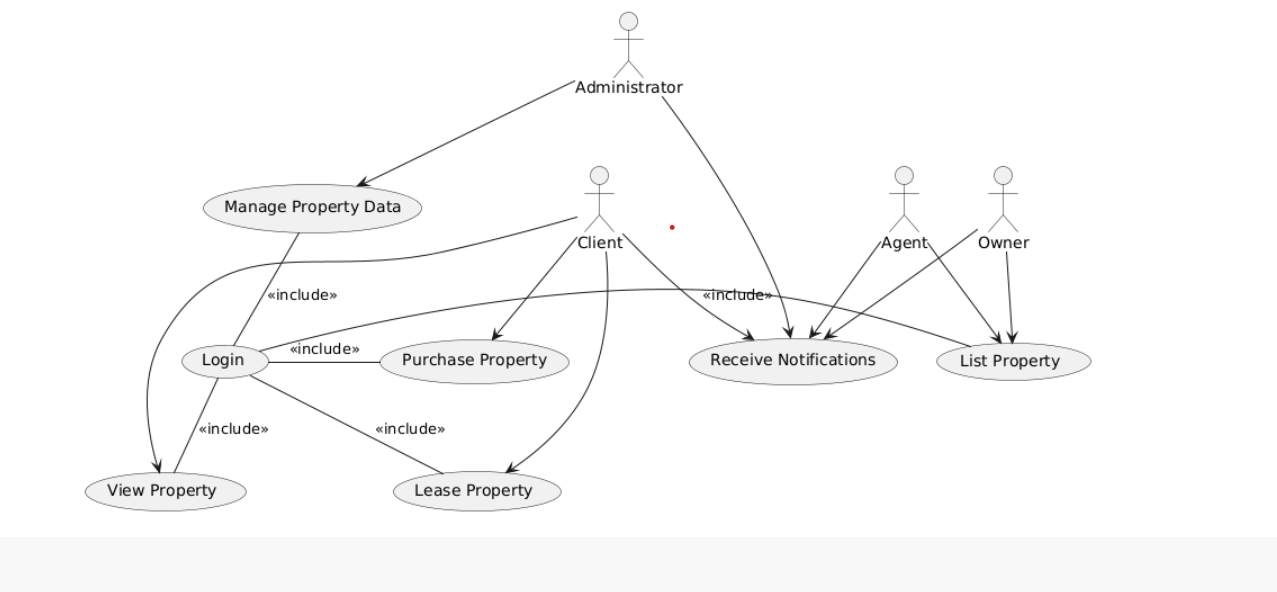 Administrator
Manage Property Data
Client
Agent
Owner
«include»
«include»
«include»
Login
Purchase Property
Receive Notifications
List Property
«include»
«include»
View Property
Lease Property